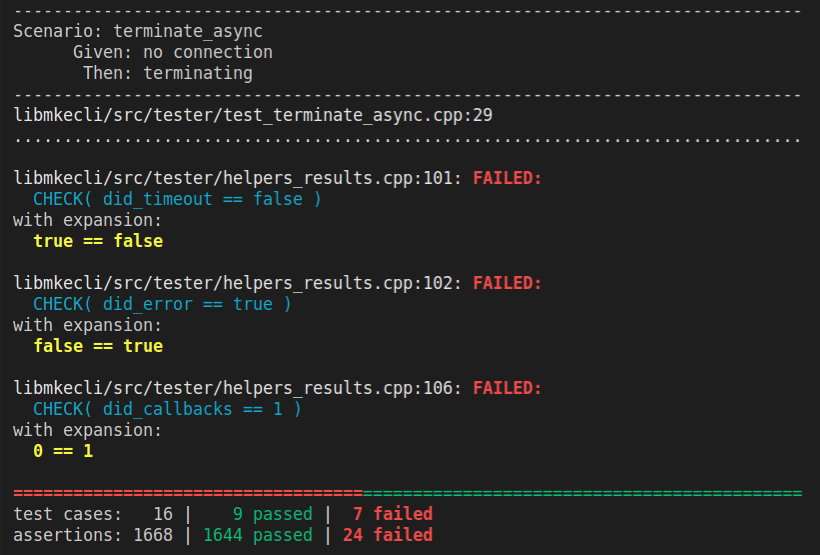 -------------------------------------------------------------------------------
Scenario: terminate_async
      Given: no connection
       Then: terminating
-------------------------------------------------------------------------------
libmkecli/src/tester/test_terminate_async.cpp:29
...............................................................................

libmkecli/src/tester/helpers_results.cpp:101: FAILED:
  CHECK( did_timeout == false )
with expansion:
  true == false

libmkecli/src/tester/helpers_results.cpp:102: FAILED:
  CHECK( did_error == true )
with expansion:
  false == true

libmkecli/src/tester/helpers_results.cpp:106: FAILED:
  CHECK( did_callbacks == 1 )
with expansion:
  0 == 1

===============================================================================
test cases:   16 |    9 passed |  7 failed
assertions: 1668 | 1644 passed | 24 failed